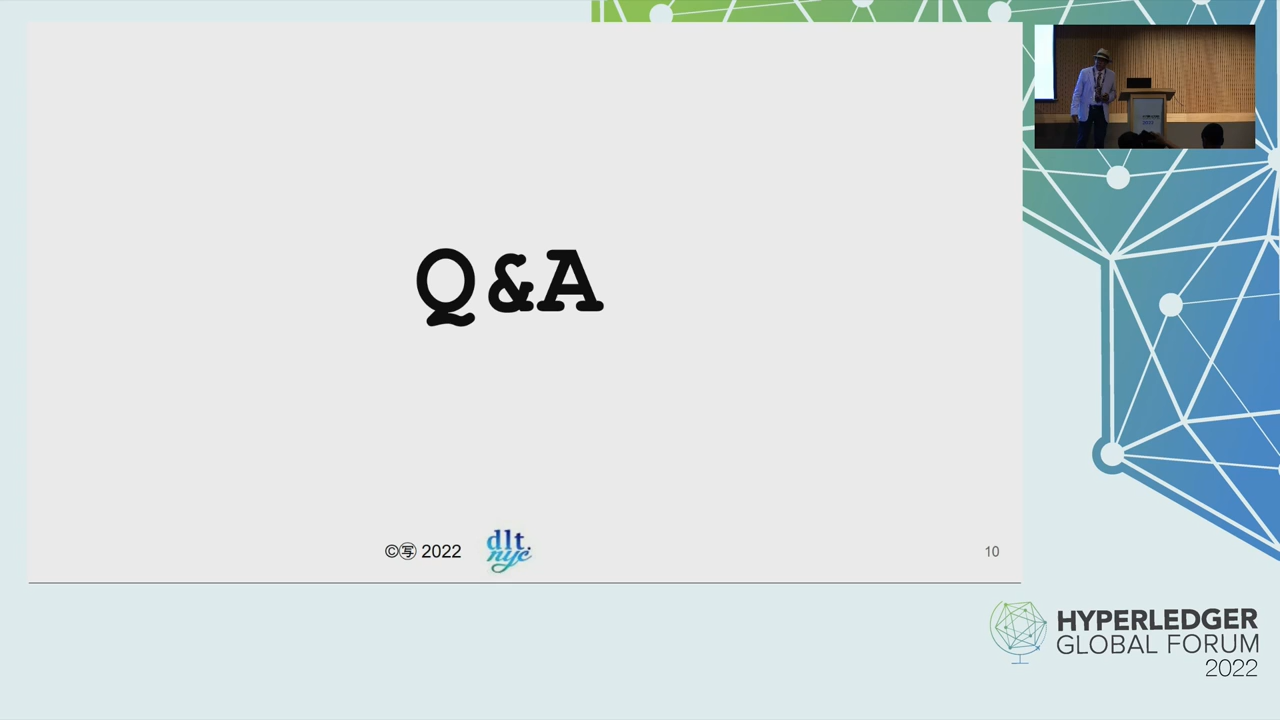 Q&A
©㊢ 2022
dlt.
nyc
10
HYPERLEDGER
GLOBAL FORUM
2022